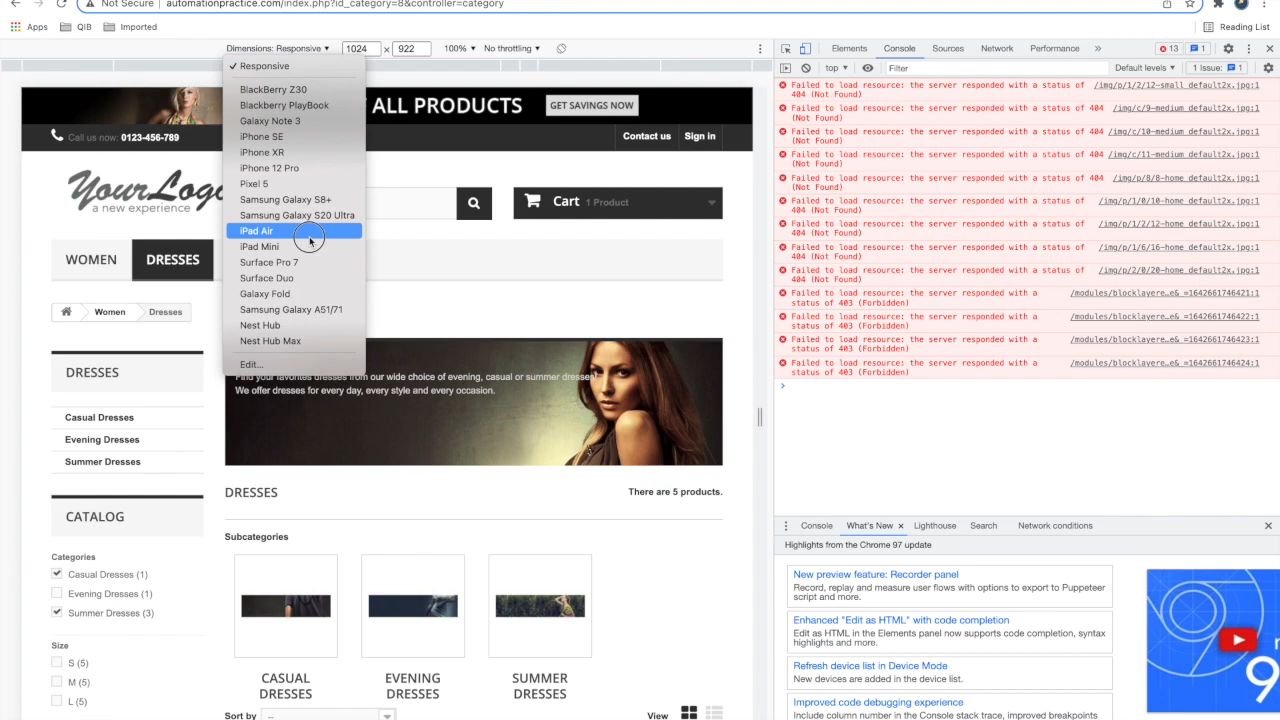 Not Secure automationpractice.com/index.php?id_category=8&controller=category
Apps QiB Imported Reading List
Dimensions: Responsive 1024 × 922 100% No throttling
Responsive
BlackBerry Z30
Blackberry PlayBook
Galaxy Note 3
iPhone SE
iPhone XR
iPhone 12 Pro
Pixel 5
Samsung Galaxy S8+
Samsung Galaxy S20 Ultra
iPad Air
iPad Mini
Surface Pro 7
Surface Duo
Galaxy Fold
Samsung Galaxy A51/71
Nest Hub
Nest Hub Max
Edit...
ALL PRODUCTS GET SAVINGS NOW
Call us now: 0123-456-789 Contact us Sign in
YourLogo
a new experience
Cart 1 Product
WOMEN DRESSES
Women Dresses
DRESSES
Casual Dresses
Evening Dresses
Summer Dresses
CATALOG
Categories
Casual Dresses (1)
Evening Dresses (1)
Summer Dresses (3)
Size
S (5)
M (5)
L (5)
Find your favorites dresses from our wide choice of evening, casual or summer dresses!
We offer dresses for every day, every style and every occasion.
DRESSES There are 5 products.
Subcategories
CASUAL DRESSES
EVENING DRESSES
SUMMER DRESSES
Sort by -- View
Elements Console Sources Network Performance » 13 1
top Filter Default levels 1 Issue: 1
Failed to load resource: the server responded with a status of /img/p/1/2/12-small_default2x.jpg:1
404 (Not Found)
Failed to load resource: the server responded with a status of 404 /img/c/9-medium_default2x.jpg:1
(Not Found)
Failed to load resource: the server responded with a status of 404 /img/c/10-medium_default2x.jpg:1
(Not Found)
Failed to load resource: the server responded with a status of 404 /img/c/11-medium_default2x.jpg:1
(Not Found)
Failed to load resource: the server responded with a status of 404 /img/p/8/8-home_default2x.jpg:1
(Not Found)
Failed to load resource: the server responded with a status of /img/p/1/0/10-home_default2x.jpg:1
404 (Not Found)
Failed to load resource: the server responded with a status of /img/p/1/2/12-home_default2x.jpg:1
404 (Not Found)
Failed to load resource: the server responded with a status of /img/p/1/6/16-home_default2x.jpg:1
404 (Not Found)
Failed to load resource: the server responded with a status of /img/p/2/0/20-home_default2x.jpg:1
404 (Not Found)
Failed to load resource: the server responded with a /modules/blocklayere…e&_=1642661746421:1
status of 403 (Forbidden)
Failed to load resource: the server responded with a /modules/blocklayere…e&_=1642661746422:1
status of 403 (Forbidden)
Failed to load resource: the server responded with a /modules/blocklayere…e&_=1642661746423:1
status of 403 (Forbidden)
Failed to load resource: the server responded with a /modules/blocklayere…e&_=1642661746424:1
status of 403 (Forbidden)
Console What's New × Lighthouse Search Network conditions
Highlights from the Chrome 97 update
New preview feature: Recorder panel
Record, replay and measure user flows with options to export to Puppeteer
script and more.
Enhanced "Edit as HTML" with code completion
Edit as HTML in the Elements panel now supports code completion, syntax
highlights and more.
Refresh device list in Device Mode
New devices are added in the device list.
Improved code debugging experience
Include column number in the Console stack trace, improved breakpoints